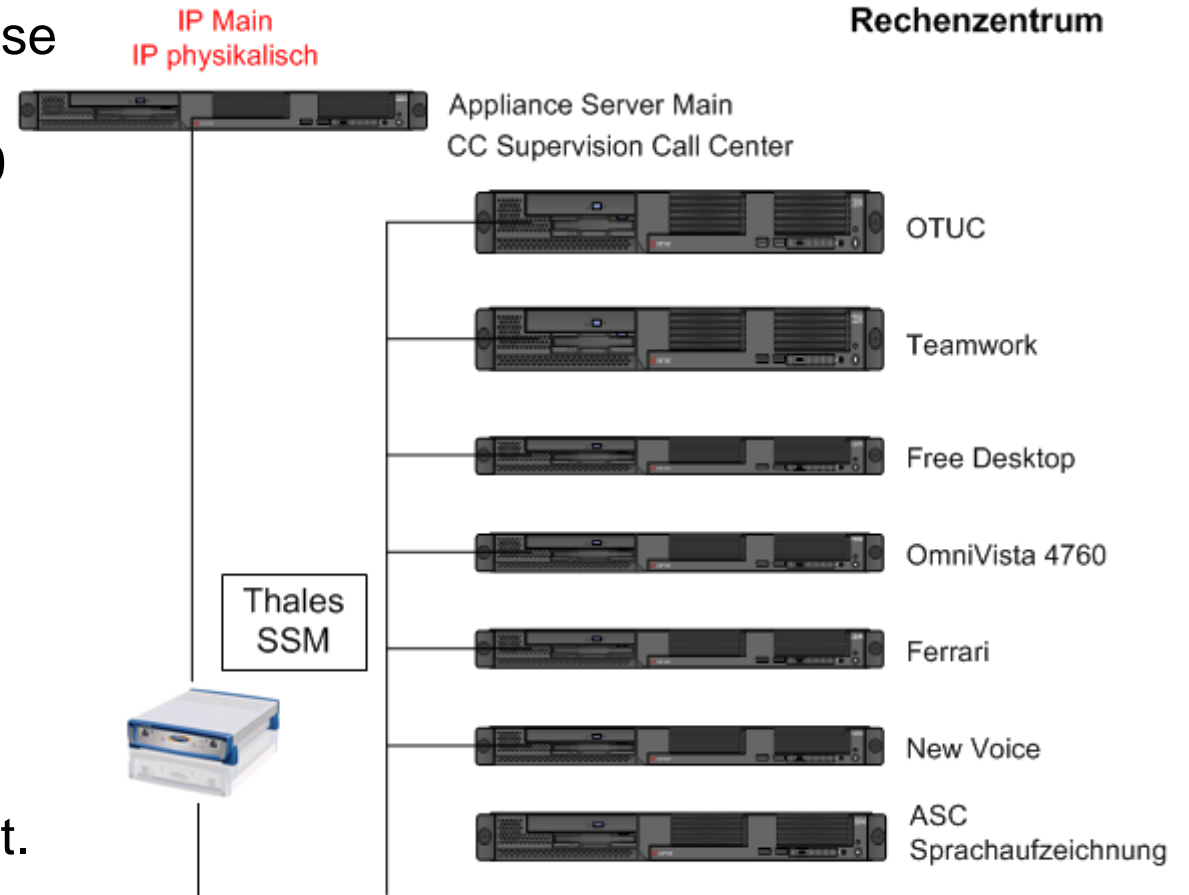 se
IP Main
IP physikalisch
Rechenzentrum
Appliance Server Main
CC Supervision Call Center
OTUC
Teamwork
Free Desktop
OmniVista 4760
Thales
SSM
Ferrari
New Voice
ASC
Sprachaufzeichnung
t.